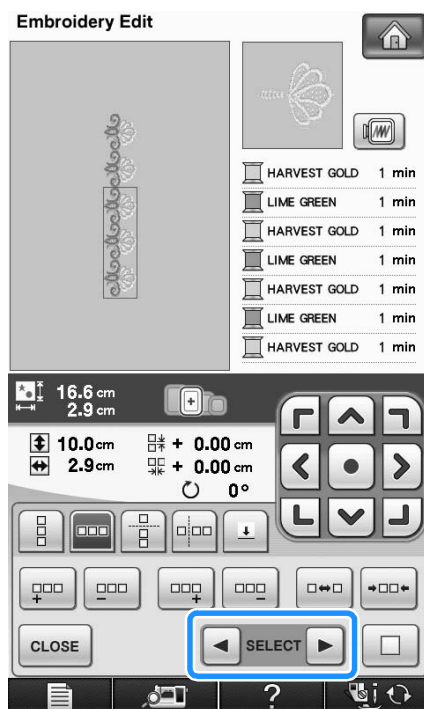 Embroidery Edit
HARVEST GOLD 1 min
LIME GREEN 1 min
HARVEST GOLD 1 min
LIME GREEN 1 min
HARVEST GOLD 1 min
LIME GREEN 1 min
HARVEST GOLD 1 min
16.6 cm
2.9 cm
10.0 cm + 0.00 cm
2.9 cm + 0.00 cm
0°
CLOSE SELECT
?